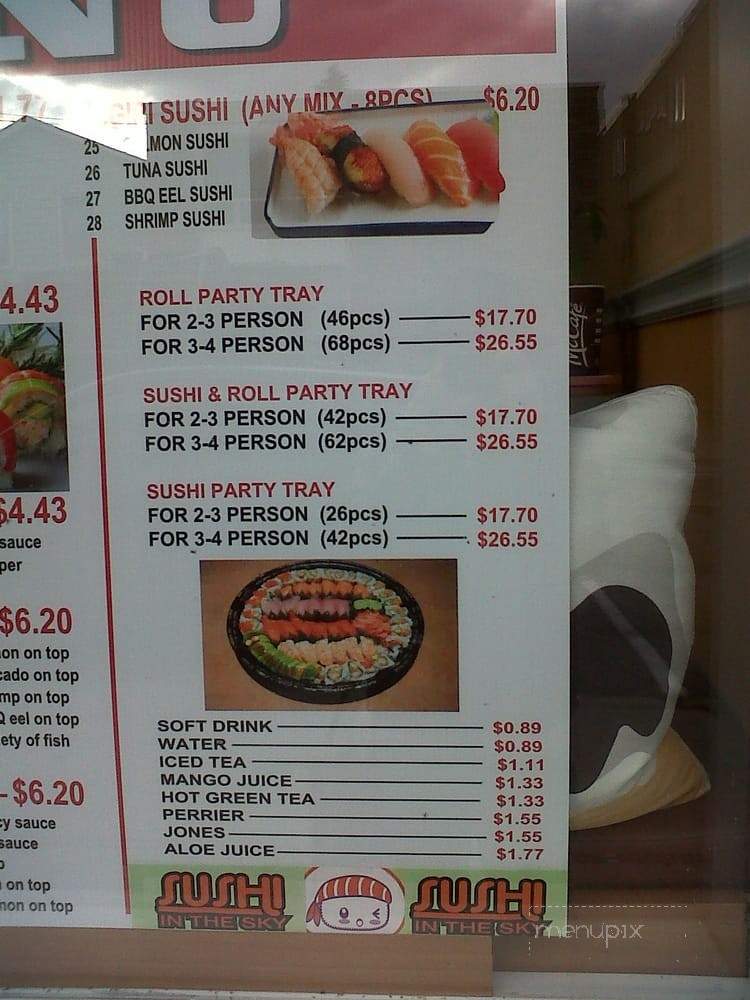 SUSHI (ANY MIX - 8PCS) $6.20
25 MON SUSHI
26 TUNA SUSHI
27 BBQ EEL SUSHI
28 SHRIMP SUSHI
4.43
$4.43
sauce
per
$6.20
on on top
cado on top
mp on top
Q eel on top
ety of fish
$6.20
cy sauce
sauce
on top
mon on top
ROLL PARTY TRAY
FOR 2-3 PERSON (46pcs) $17.70
FOR 3-4 PERSON (68pcs) $26.55
SUSHI & ROLL PARTY TRAY
FOR 2-3 PERSON (42pcs) $17.70
FOR 3-4 PERSON (62pcs) $26.55
SUSHI PARTY TRAY
FOR 2-3 PERSON (26pcs) $17.70
FOR 3-4 PERSON (42pcs) $26.55
SOFT DRINK $0.89
WATER $0.89
ICED TEA $1.11
MANGO JUICE $1.33
HOT GREEN TEA $1.33
PERRIER $1.55
JONES $1.55
ALOE JUICE $1.77
SUSHI IN THE SKY
SUSHI IN THE SKY
McCafé
menupix